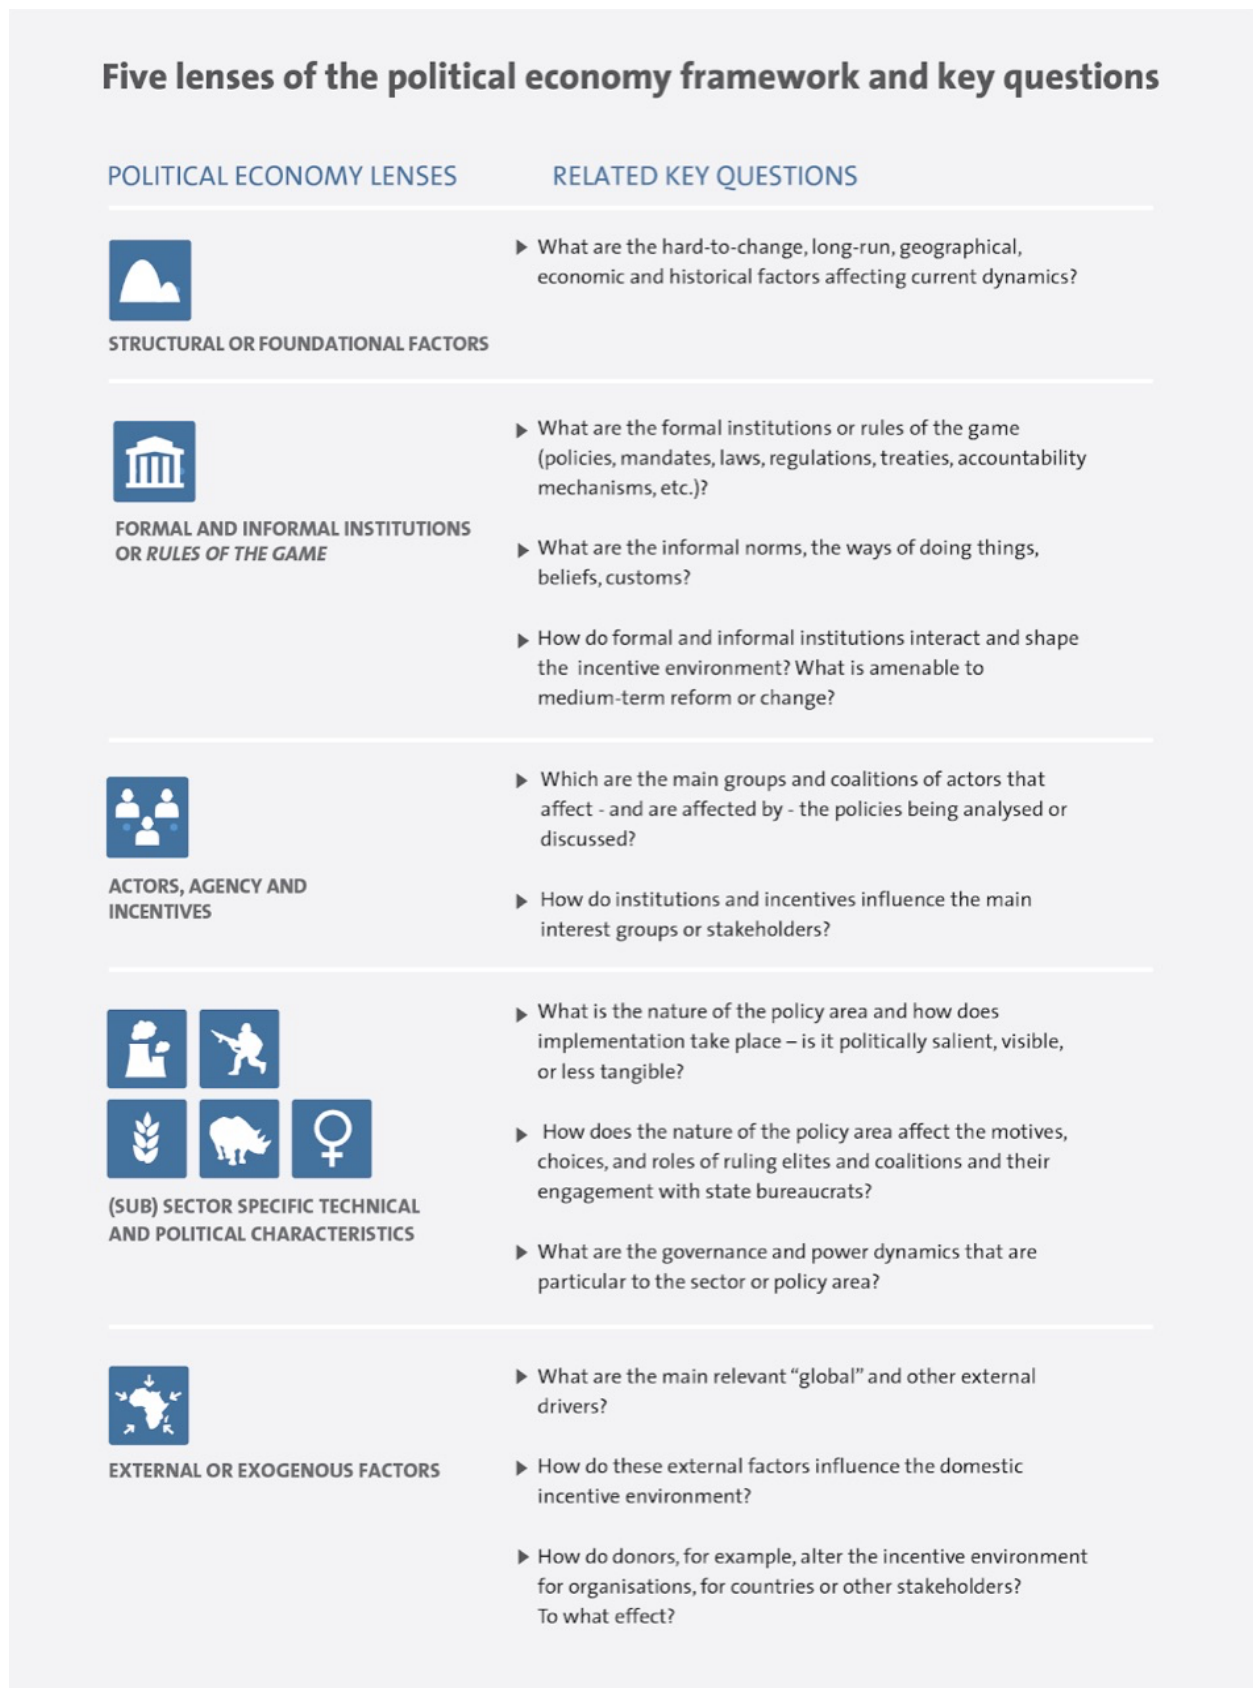 Five lenses of the political economy framework and key questions
POLITICAL ECONOMY LENSES
RELATED KEY QUESTIONS
STRUCTURAL OR FOUNDATIONAL FACTORS
What are the hard-to-change, long-run, geographical,
economic and historical factors affecting current dynamics?
FORMAL AND INFORMAL INSTITUTIONS
OR RULES OF THE GAME
What are the formal institutions or rules of the game
(policies, mandates, laws, regulations, treaties, accountability
mechanisms, etc.)?
What are the informal norms, the ways of doing things,
beliefs, customs?
How do formal and informal institutions interact and shape
the incentive environment? What is amenable to
medium-term reform or change?
ACTORS, AGENCY AND
INCENTIVES
Which are the main groups and coalitions of actors that
affect - and are affected by - the policies being analysed or
discussed?
How do institutions and incentives influence the main
interest groups or stakeholders?
(SUB) SECTOR SPECIFIC TECHNICAL
AND POLITICAL CHARACTERISTICS
What is the nature of the policy area and how does
implementation take place – is it politically salient, visible,
or less tangible?
How does the nature of the policy area affect the motives,
choices, and roles of ruling elites and coalitions and their
engagement with state bureaucrats?
What are the governance and power dynamics that are
particular to the sector or policy area?
EXTERNAL OR EXOGENOUS FACTORS
What are the main relevant “global” and other external
drivers?
How do these external factors influence the domestic
incentive environment?
How do donors, for example, alter the incentive environment
for organisations, for countries or other stakeholders?
To what effect?